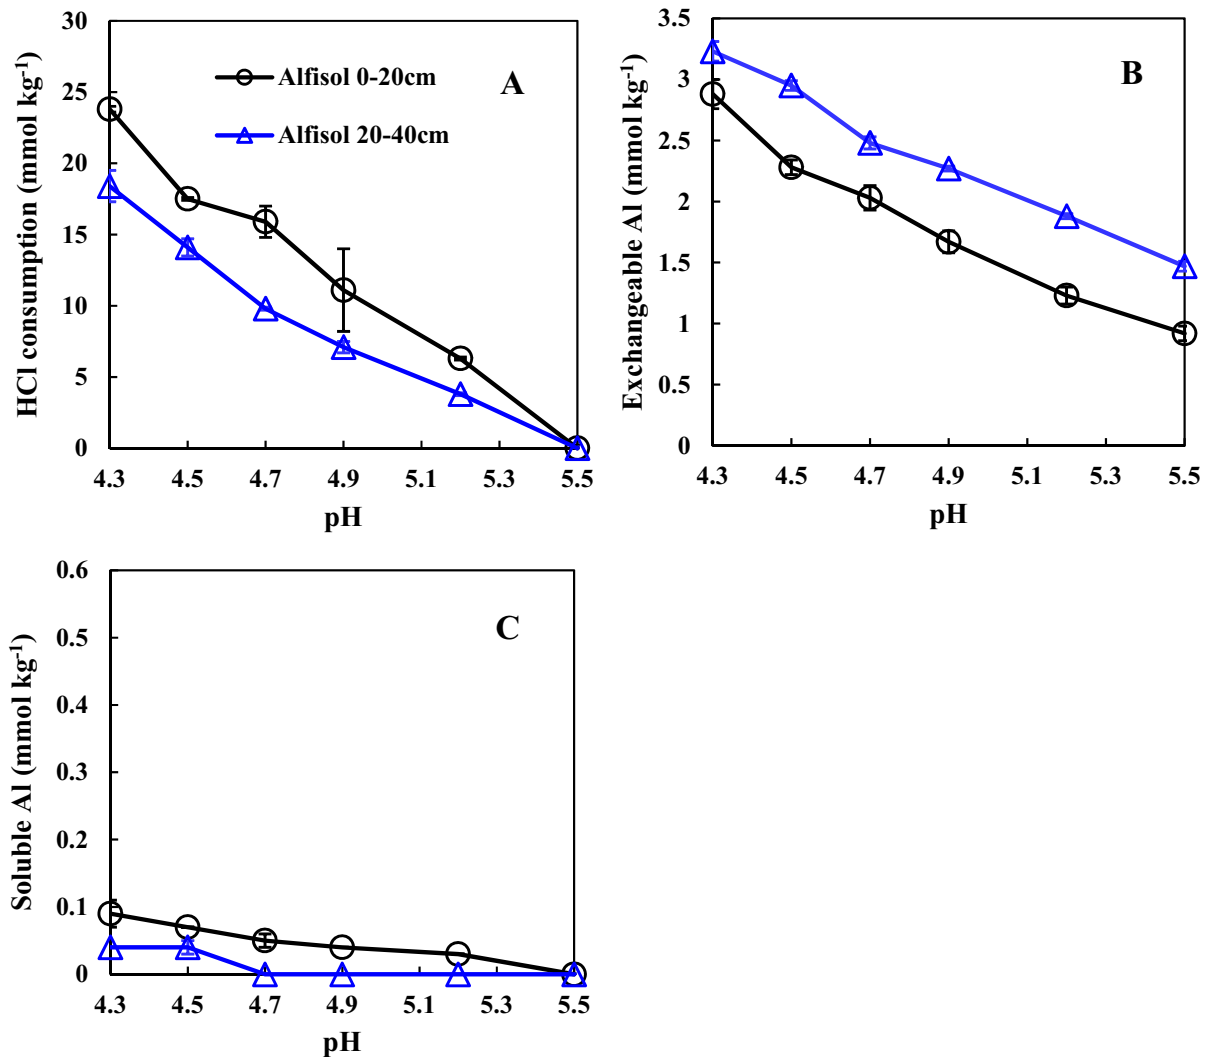 30
25
20
15
10
5
0
HCl consumption (mmol kg-1)
Alfisol 0-20cm
Alfisol 20-40cm
A
4.3 4.5 4.7 4.9 5.1 5.3 5.5
pH
3.5
3
2.5
2
1.5
1
0.5
0
Exchangeable Al (mmol kg-1)
B
4.3 4.5 4.7 4.9 5.1 5.3 5.5
pH
0.6
0.5
0.4
0.3
0.2
0.1
0
Soluble Al (mmol kg-1)
C
4.3 4.5 4.7 4.9 5.1 5.3 5.5
pH